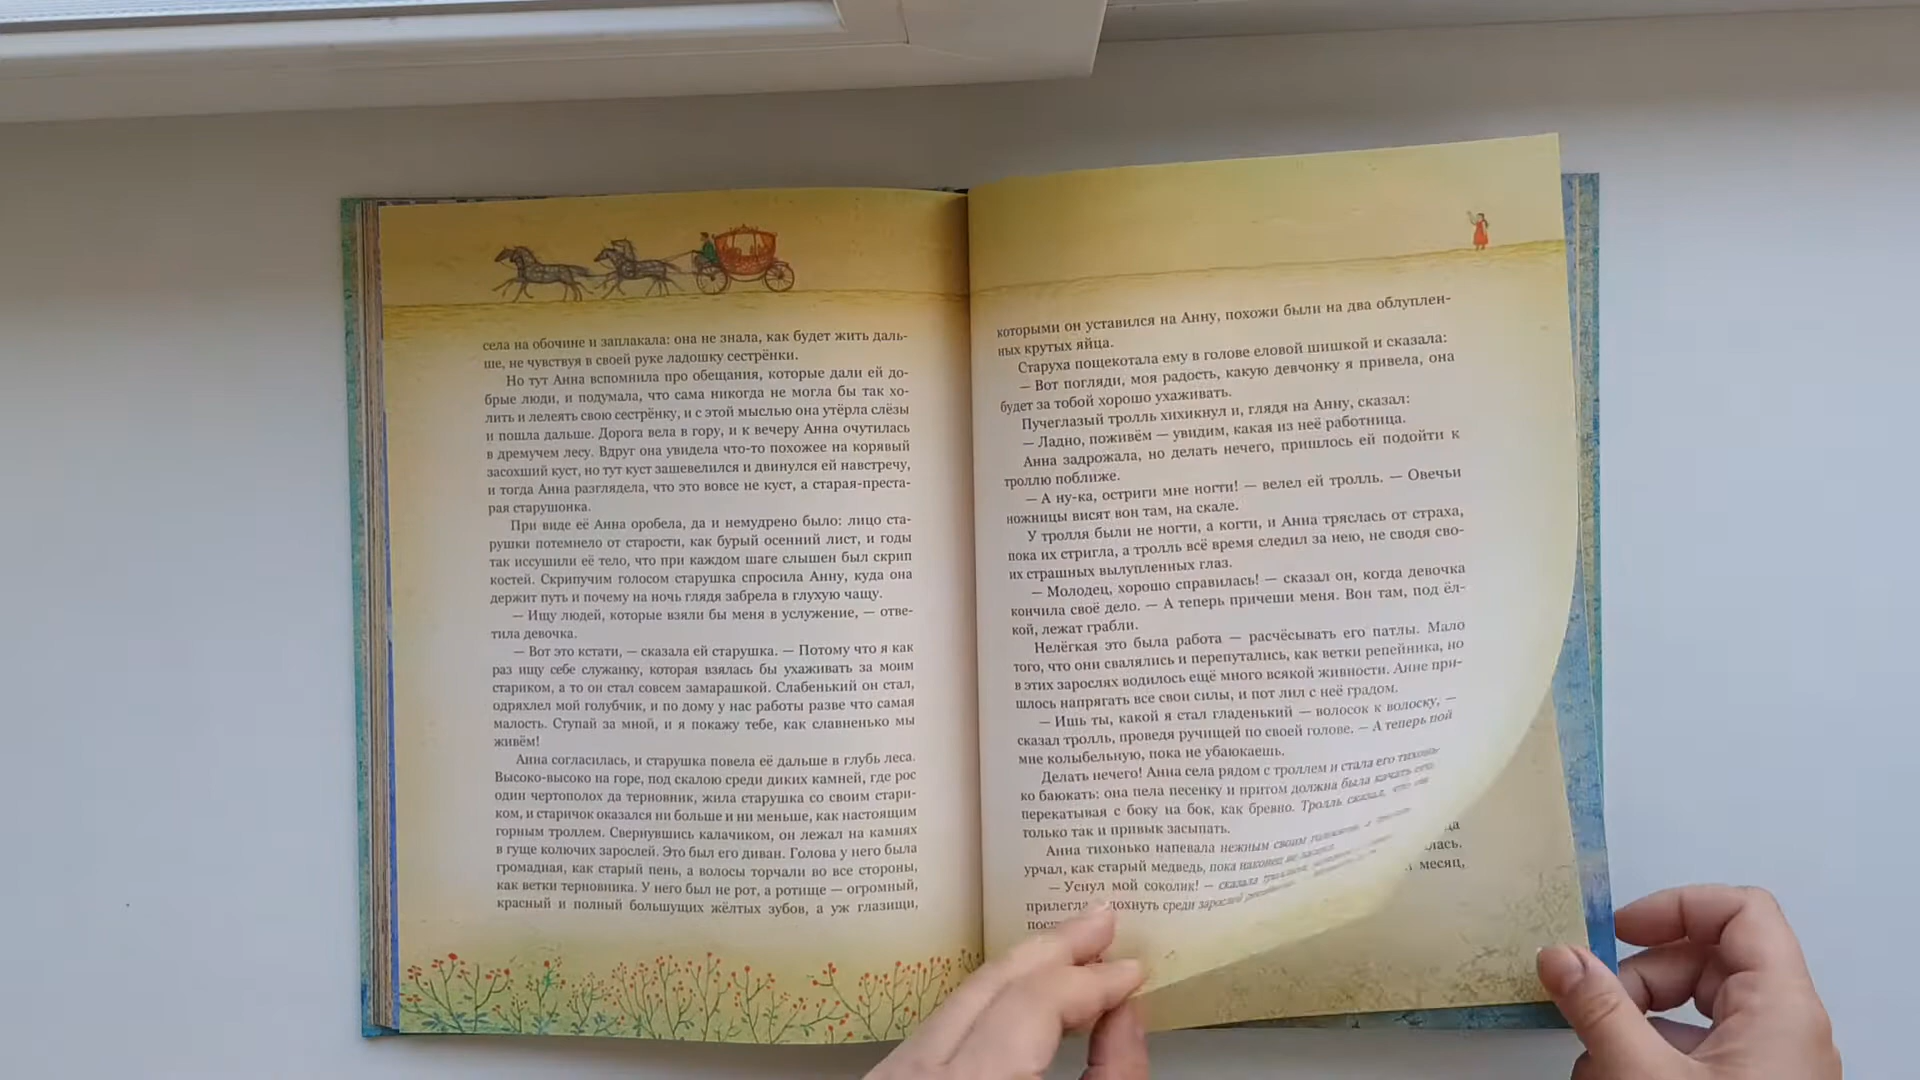 села на обочине и заплакала: она не знала, как будет жить даль-
ше, не чувствуя в своей руке ладошку сестрёнки.
Но тут Анна вспомнила про обещания, которые дали ей до-
брые люди, и подумала, что сама никогда не могла бы так хо-
лить и лелеять свою сестрёнку, и с этой мыслью она утёрла слёзы
и пошла дальше. Дорога вела в гору, и к вечеру Анна очутилась
в дремучем лесу. Вдруг она увидела что-то похожее на корявый
засохший куст, но тут куст зашевелился и двинулся ей навстречу,
и тогда Анна разглядела, что это вовсе не куст, а старая-преста-
рая старушонка.
При виде её Анна оробела, да и немудрено было: лицо ста-
рушки потемнело от старости, как бурый осенний лист, и годы
так иссушили её тело, что при каждом шаге слышен был скрип
костей. Скрипучим голосом старушка спросила Анну, куда она
держит путь и почему на ночь глядя забрела в глухую чащу.
— Ищу людей, которые взяли бы меня в услужение, — отве-
тила девочка.
— Вот это кстати, — сказала ей старушка. — Потому что я как
раз ищу себе служанку, которая взялась бы ухаживать за моим
стариком, а то он стал совсем замарашкой. Слабенький он стал,
одряхлел мой голубчик, и по дому у нас работы разве что самая
малость. Ступай за мной, и я покажу тебе, как славненько мы
живём!
Анна согласилась, и старушка повела её дальше в глубь леса.
Высоко-высоко на горе, под скалою среди диких камней, где рос
один чертополох да терновник, жила старушка со своим стари-
ком, и старичок оказался ни больше и ни меньше, как настоящим
горным троллем. Свернувшись калачиком, он лежал на камнях
в гуще колючих зарослей. Это был его диван. Голова у него была
громадная, как старый пень, а волосы торчали во все стороны,
как ветки терновника. У него был не рот, а ротище — огромный,
красный и полный большущих жёлтых зубов, а уж глазищи,
которыми он уставился на Анну, похожи были на два облуплен-
ных крутых яйца.
Старуха пощекотала ему в голове еловой шишкой и сказала:
— Вот погляди, моя радость, какую девчонку я привела, она
будет за тобой хорошо ухаживать.
Пучеглазый тролль хихикнул и, глядя на Анну, сказал:
— Ладно, поживём — увидим, какая из неё работница.
Анна задрожала, но делать нечего, пришлось ей подойти к
троллю поближе.
— А ну-ка, остриги мне ногти! — велел ей тролль. — Овечьи
ножницы висят вон там, на скале.
У тролля были не ногти, а когти, и Анна тряслась от страха,
пока их стригла, а тролль всё время следил за нею, не сводя сво-
их страшных вылупленных глаз.
— Молодец, хорошо справилась! — сказал он, когда девочка
кончила своё дело. — А теперь причеши меня. Вон там, под ёл-
кой, лежат грабли.
Нелёгкая это была работа — расчёсывать его патлы. Мало
того, что они свалялись и перепутались, как ветки репейника, но
в этих зарослях водилось ещё много всякой живности. Анне при-
шлось напрягать все свои силы, и пот лил с неё градом.
— Ишь ты, какой я стал гладенький — волосок к волоску, —
сказал тролль, проведя ручищей по своей голове. — А теперь пой
мне колыбельную, пока не убаюкаешь.
Делать нечего! Анна села рядом с троллем и стала его тихонь-
ко баюкать: она пела песенку и притом должна была качать его,
перекатывая с боку на бок, как бревно. Тролль сказал, что он
только так и привык засыпать.
Анна тихонько напевала нежным своим голоском, а тролль
урчал, как старый медведь, пока наконец не заснул.
— Уснул мой соколик! — сказала
прилегла среди зарослей
месяц,